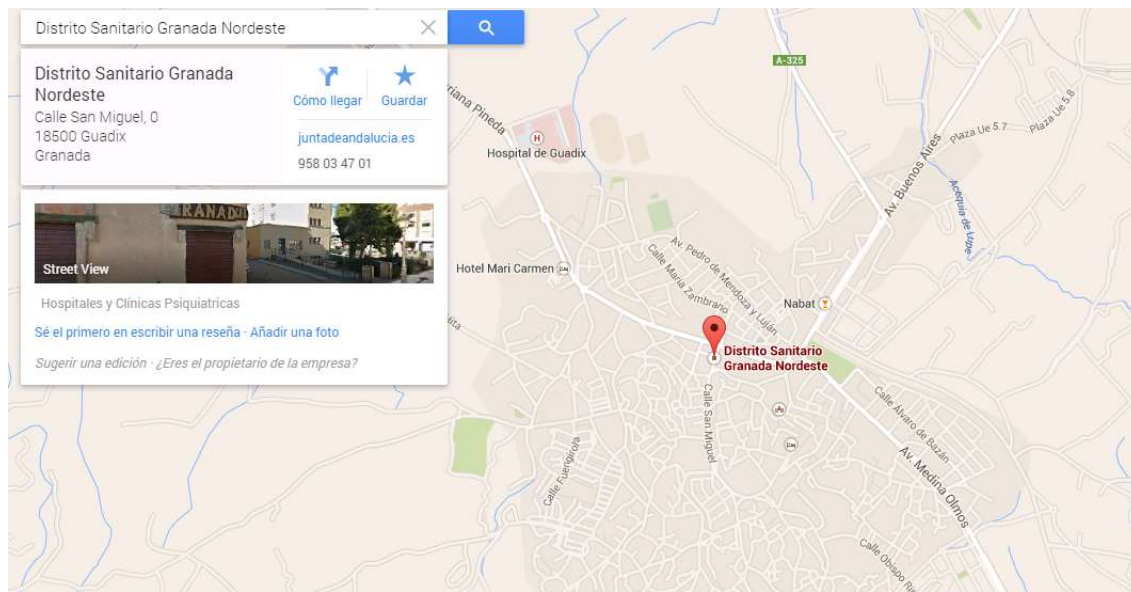 Distrito Sanitario Granada Nordeste
Distrito Sanitario Granada
Nordeste
Calle San Miguel, 0
18500 Guadix
Granada
Cómo llegar
Guardar
juntadeandalucia.es
958 03 47 01
Street View
Hospitales y Clínicas Psiquiatricas
Sé el primero en escribir una reseña · Añadir una foto
Sugerir una edición · ¿Eres el propietario de la empresa?
A-325
riana Pineda
H
Hospital de Guadix
Av. Buenos Aires
Plaza Ue 5.7
Plaza Ue 5.8
Hotel Mari Carmen
Av. Pedro de Mendoza y Luján
Calle Maria Zambrano
Nabat
Distrito Sanitario
Granada Nordeste
Calle San Miguel
Calle Álvaro de Bazán
Av. Medina Olmos
Calle Fuengirola